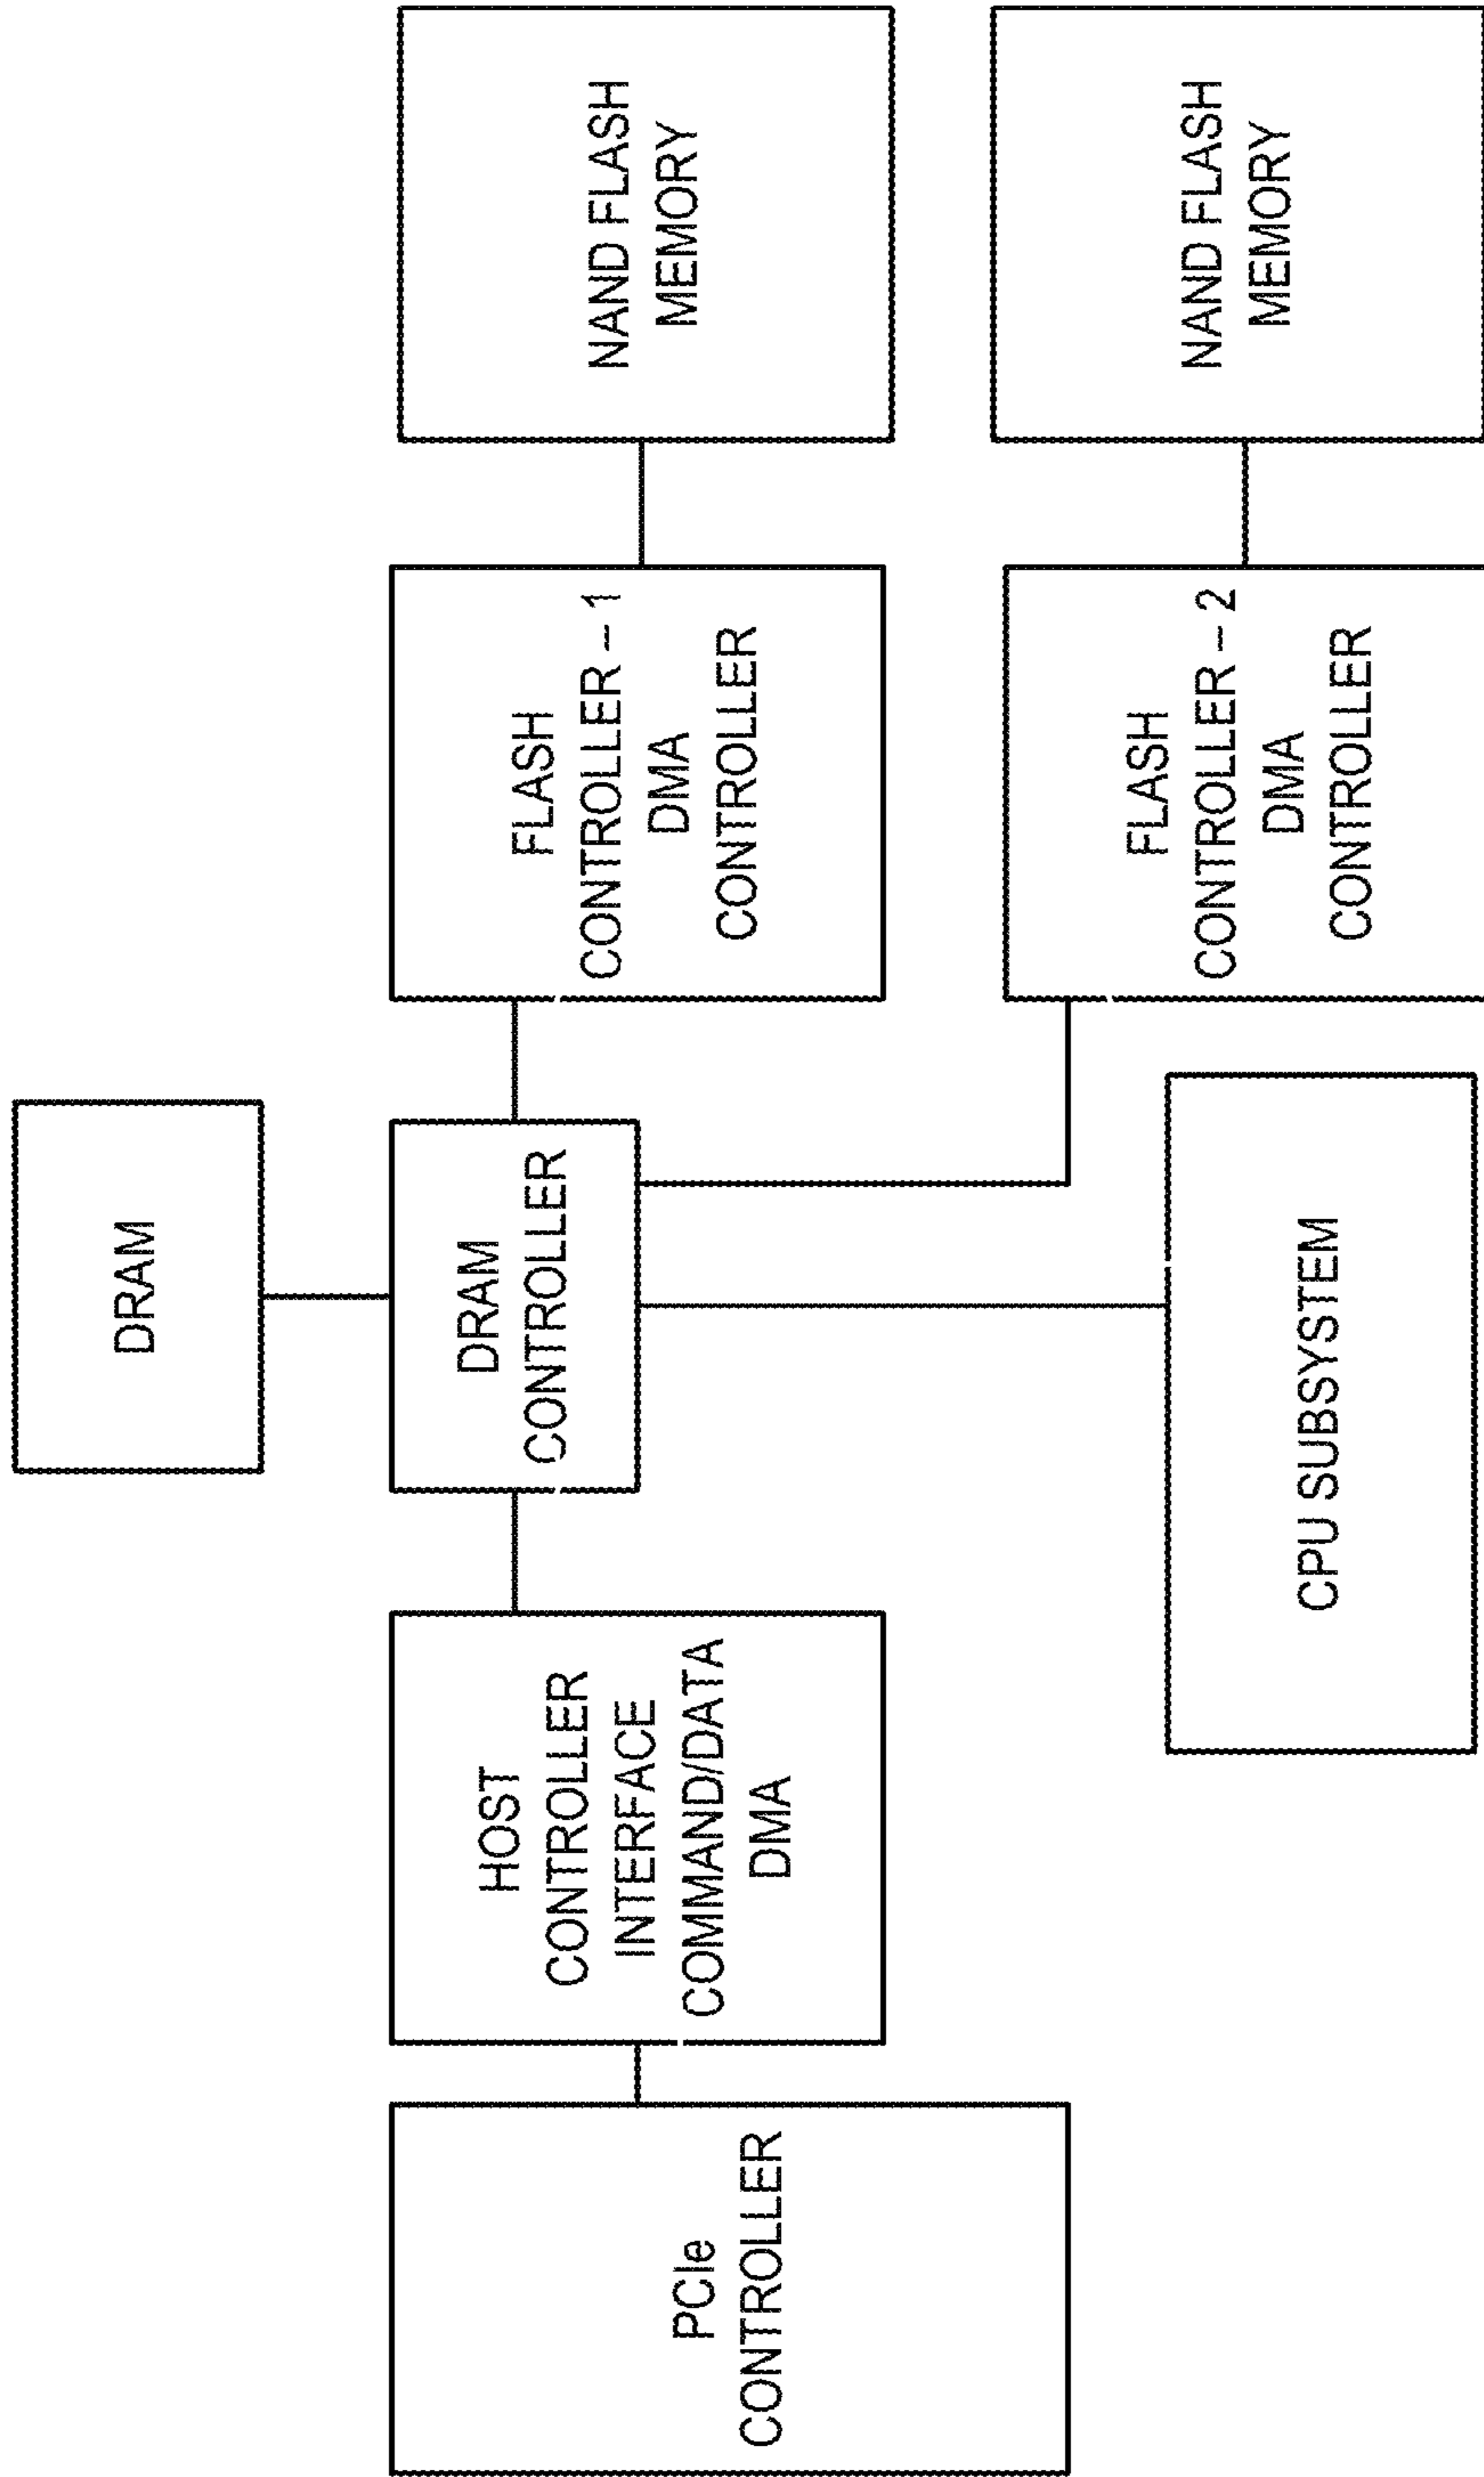 DRAM
PCIe
CONTROLLER
HOST
CONTROLLER
INTERFACE
COMMAND/DATA
DMA
DRAM
CONTROLLER
FLASH
CONTROLLER – 1
DMA
CONTROLLER
NAND FLASH
MEMORY
CPU SUBSYSTEM
FLASH
CONTROLLER – 2
DMA
CONTROLLER
NAND FLASH
MEMORY